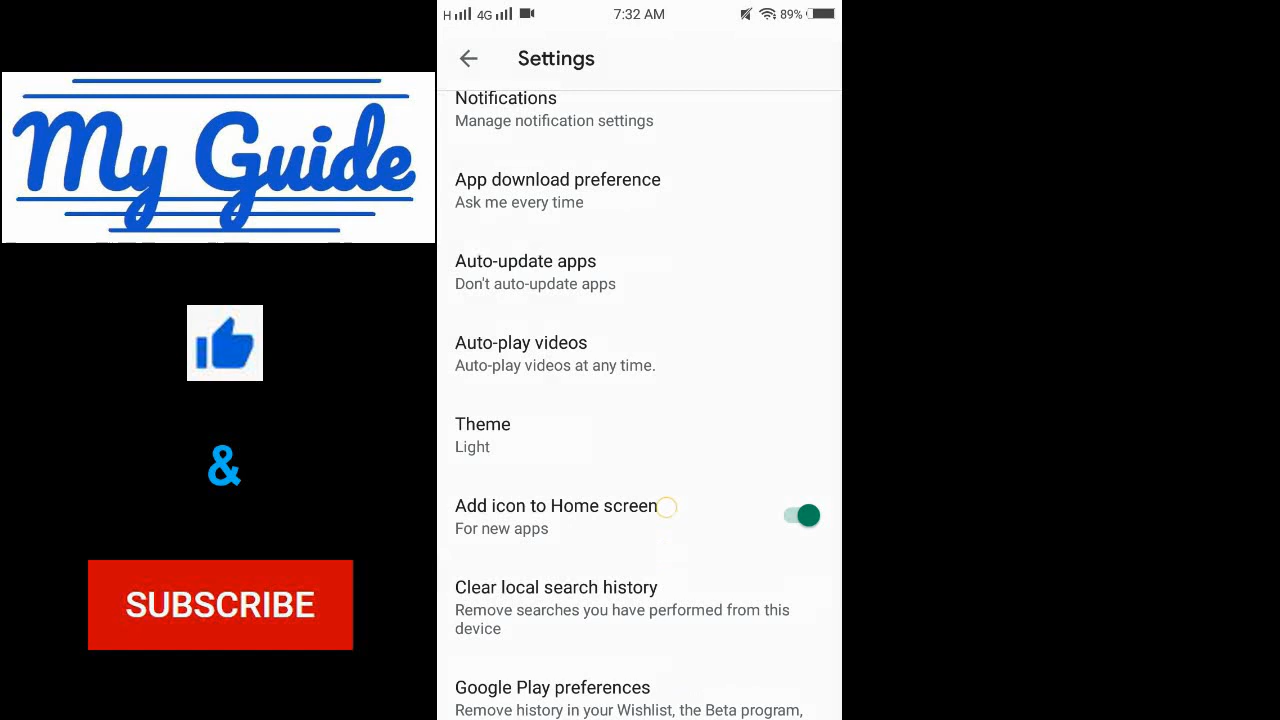 My Guide
&
SUBSCRIBE
H 4G 7:32 AM 89%
Settings
Notifications
Manage notification settings
App download preference
Ask me every time
Auto-update apps
Don't auto-update apps
Auto-play videos
Auto-play videos at any time.
Theme
Light
Add icon to Home screen
For new apps
Clear local search history
Remove searches you have performed from this
device
Google Play preferences
Remove history in your Wishlist, the Beta program,